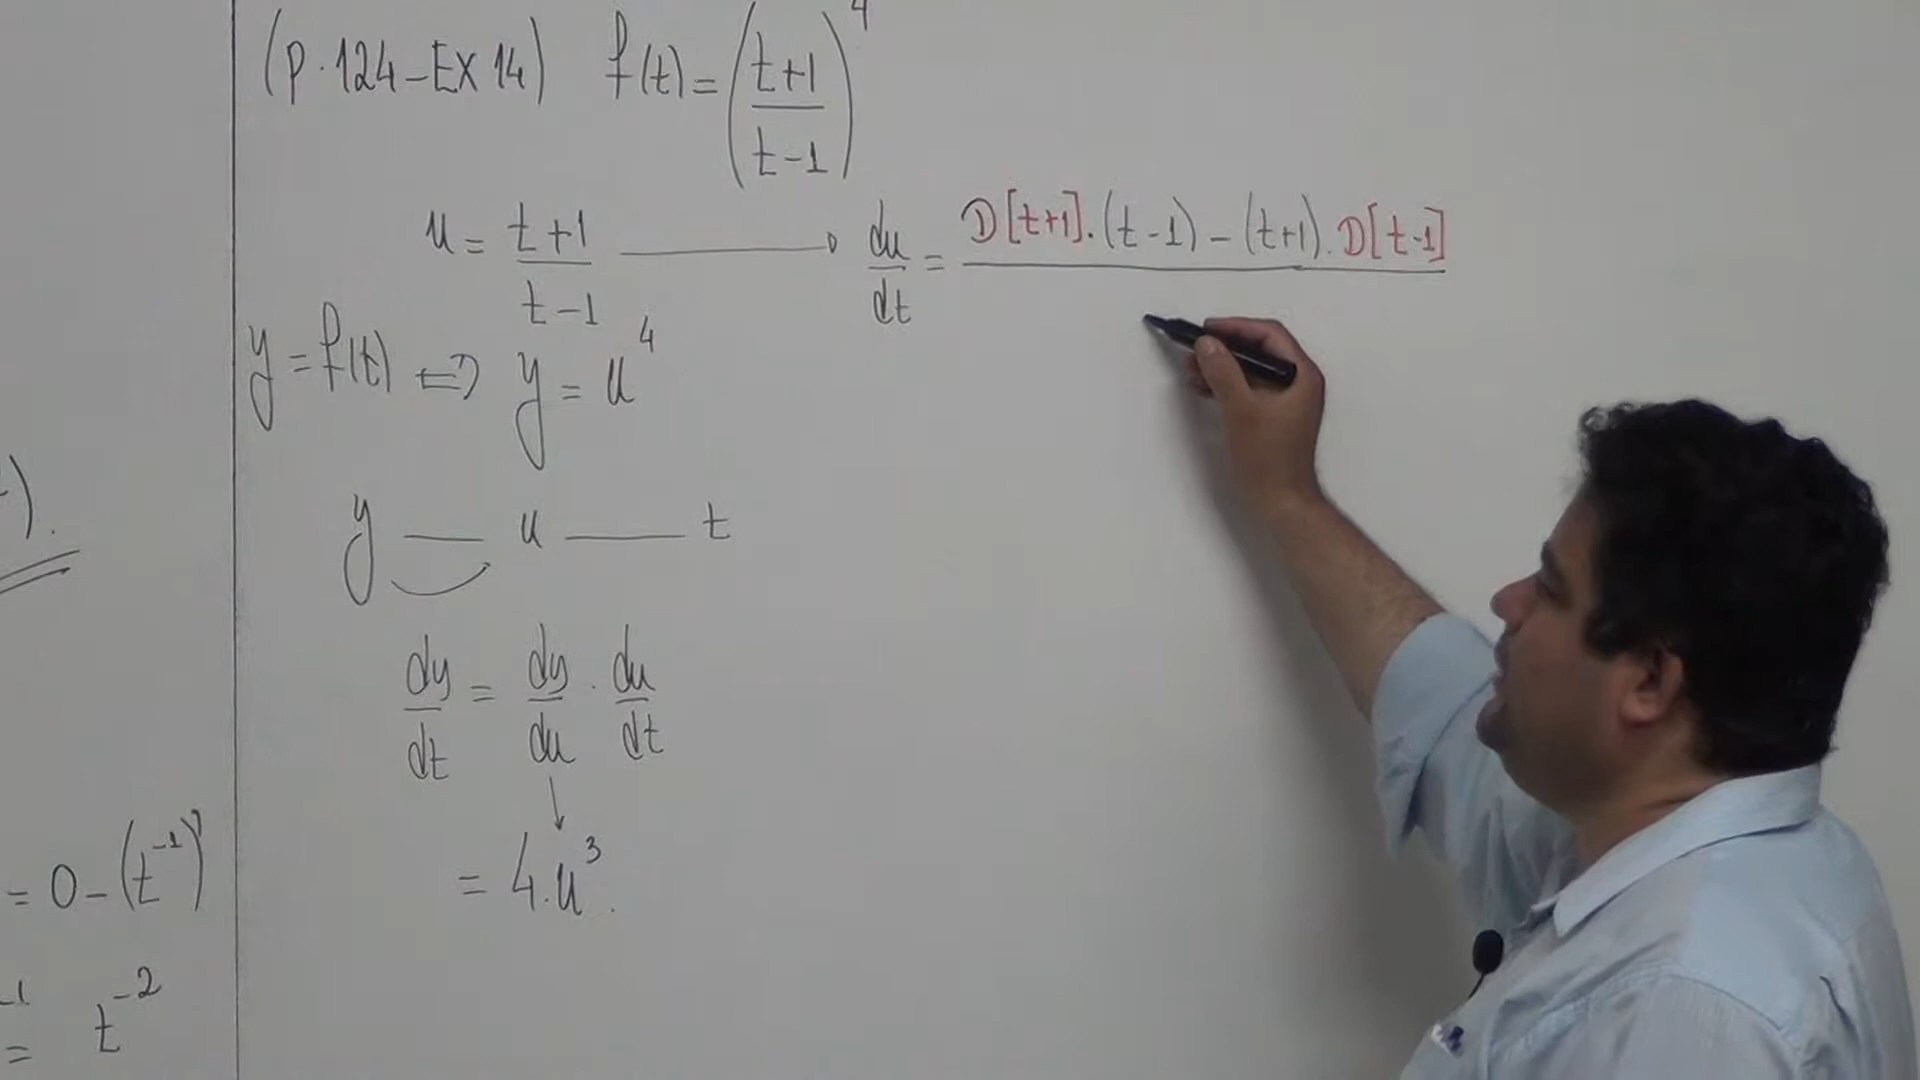 (P.124-EX 14) f(t) = ((t+1)/(t-1))^4
u = (t+1)/(t-1) → du/dt = D[t+1].(t-1) - (t+1).D[t-1]
y = f(t) ⇔ y = u^4
y — u — t
dy/dt = dy/du . du/dt
↓
= 4.u^3 .
).
= 0 - (t^-1)'
-1
= t^-2